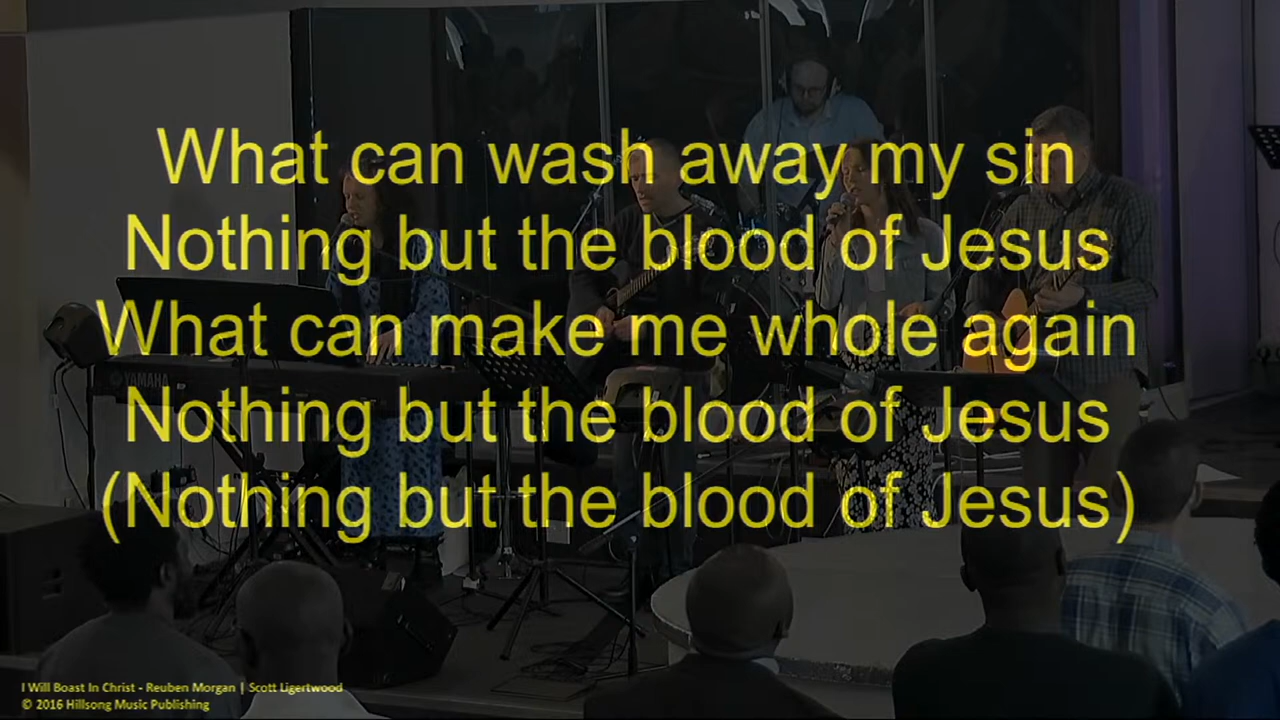 What can wash away my sin
Nothing but the blood of Jesus
What can make me whole again
Nothing but the blood of Jesus
(Nothing but the blood of Jesus)
YAMAHA
I Will Boast In Christ - Reuben Morgan | Scott Ligertwood
© 2016 Hillsong Music Publishing